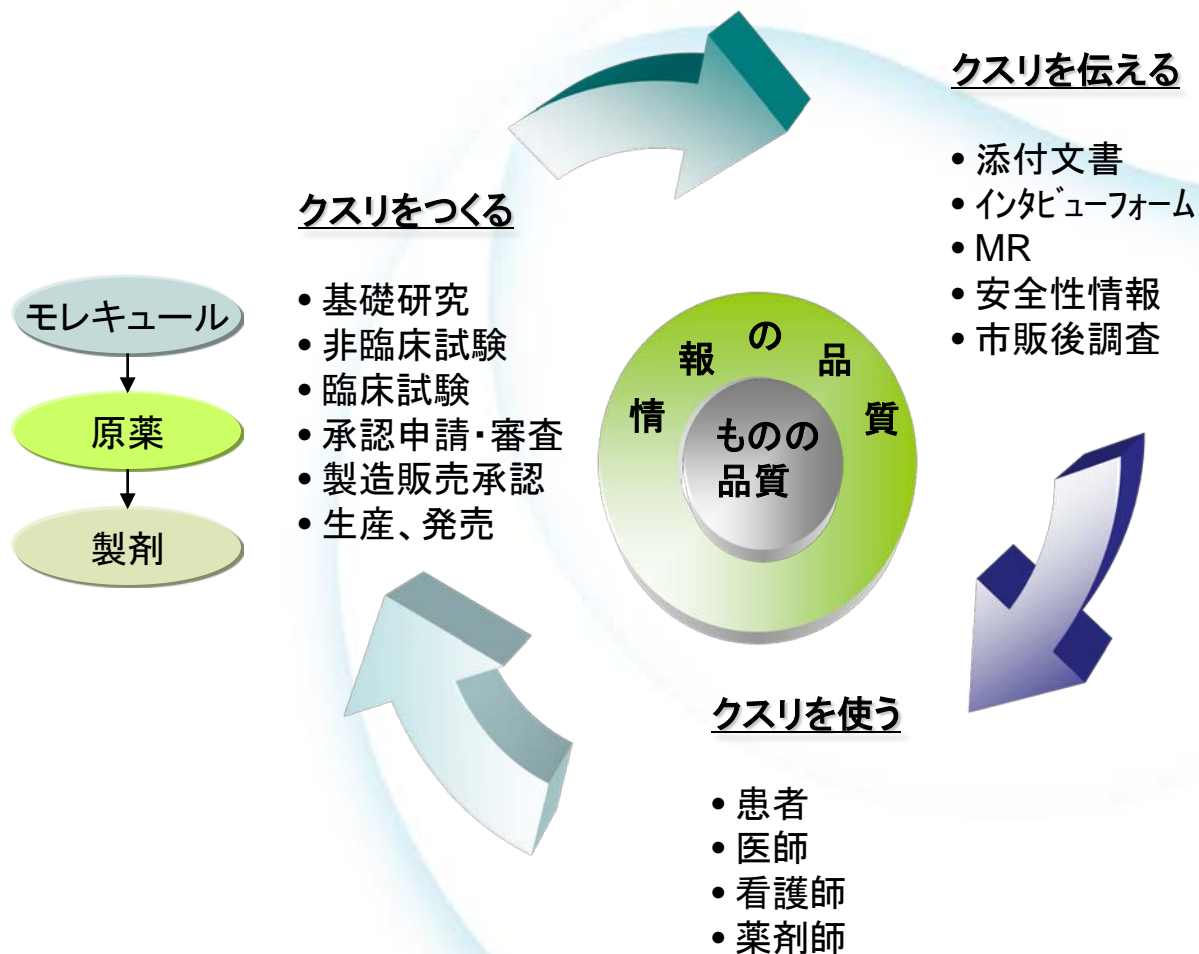 クスリをつくる
モレキュール
原薬
製剤
• 基礎研究
• 非臨床試験
• 臨床試験
• 承認申請・審査
• 製造販売承認
• 生産、発売
クスリを伝える
• 添付文書
• インタビューフォーム
• MR
• 安全性情報
• 市販後調査
情報の品質
ものの
品質
クスリを使う
• 患者
• 医師
• 看護師
• 薬剤師